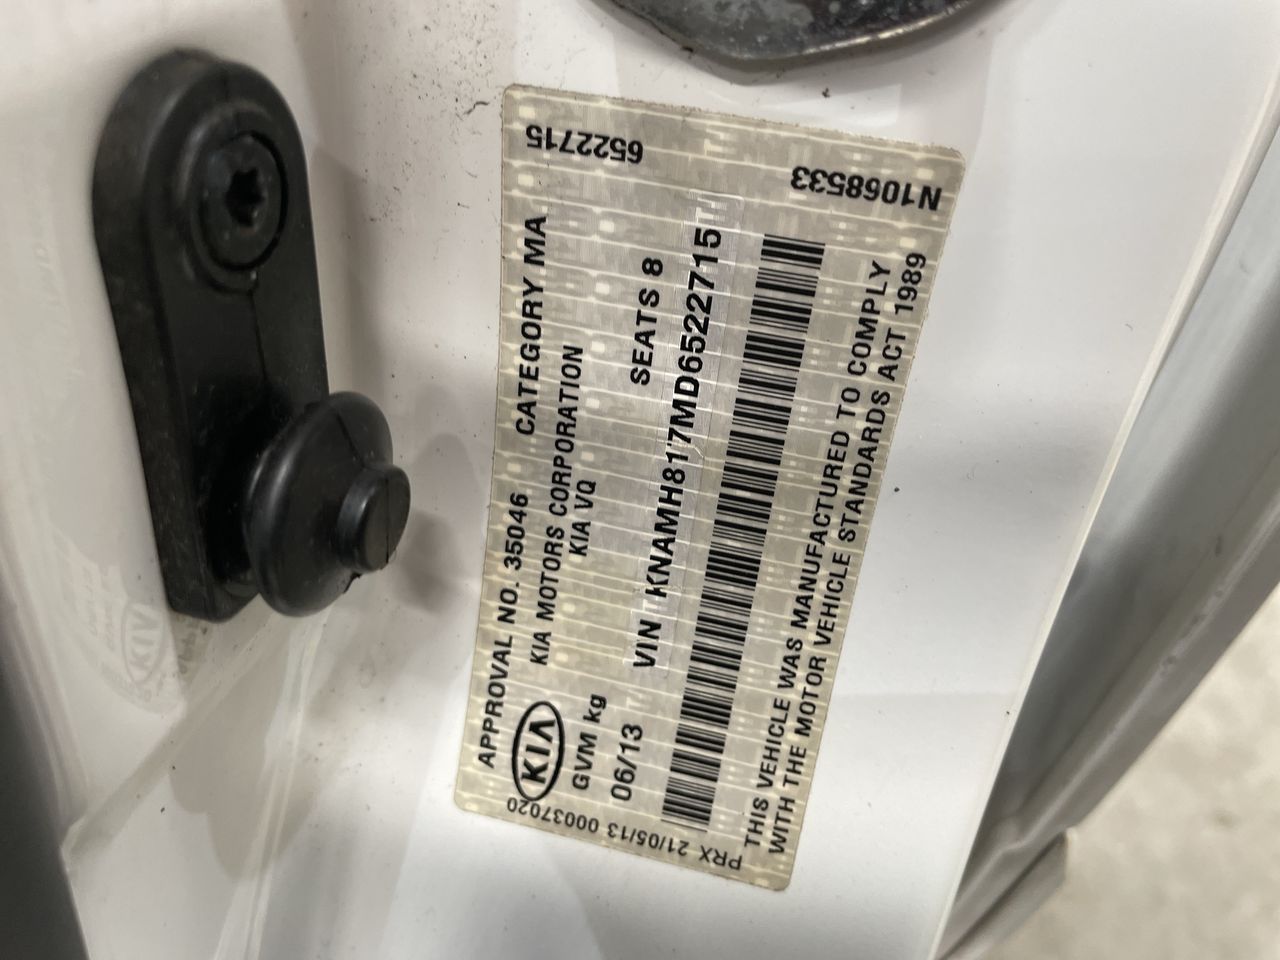 APPROVAL NO. 35046 CATEGORY MA
KIA MOTORS CORPORATION
KIA VQ
KIA
GVM kg SEATS 8
06/13 VIN KNAMH817MD6522715
THIS VEHICLE WAS MANUFACTURED TO COMPLY
WITH THE MOTOR VEHICLE STANDARDS ACT 1989
6522715
N1068533
PRX 21/05/13 00037020